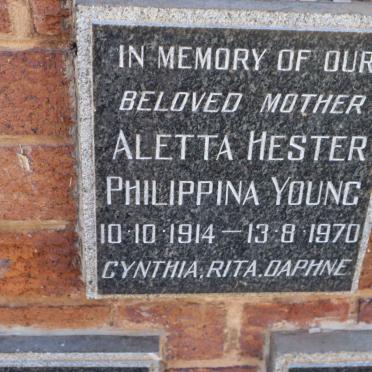 IN MEMORY OF OUR
BELOVED MOTHER
ALETTA HESTER
PHILIPPINA YOUNG
10·10·1914 — 13·8·1970
CYNTHIA, RITA. DAPHNE